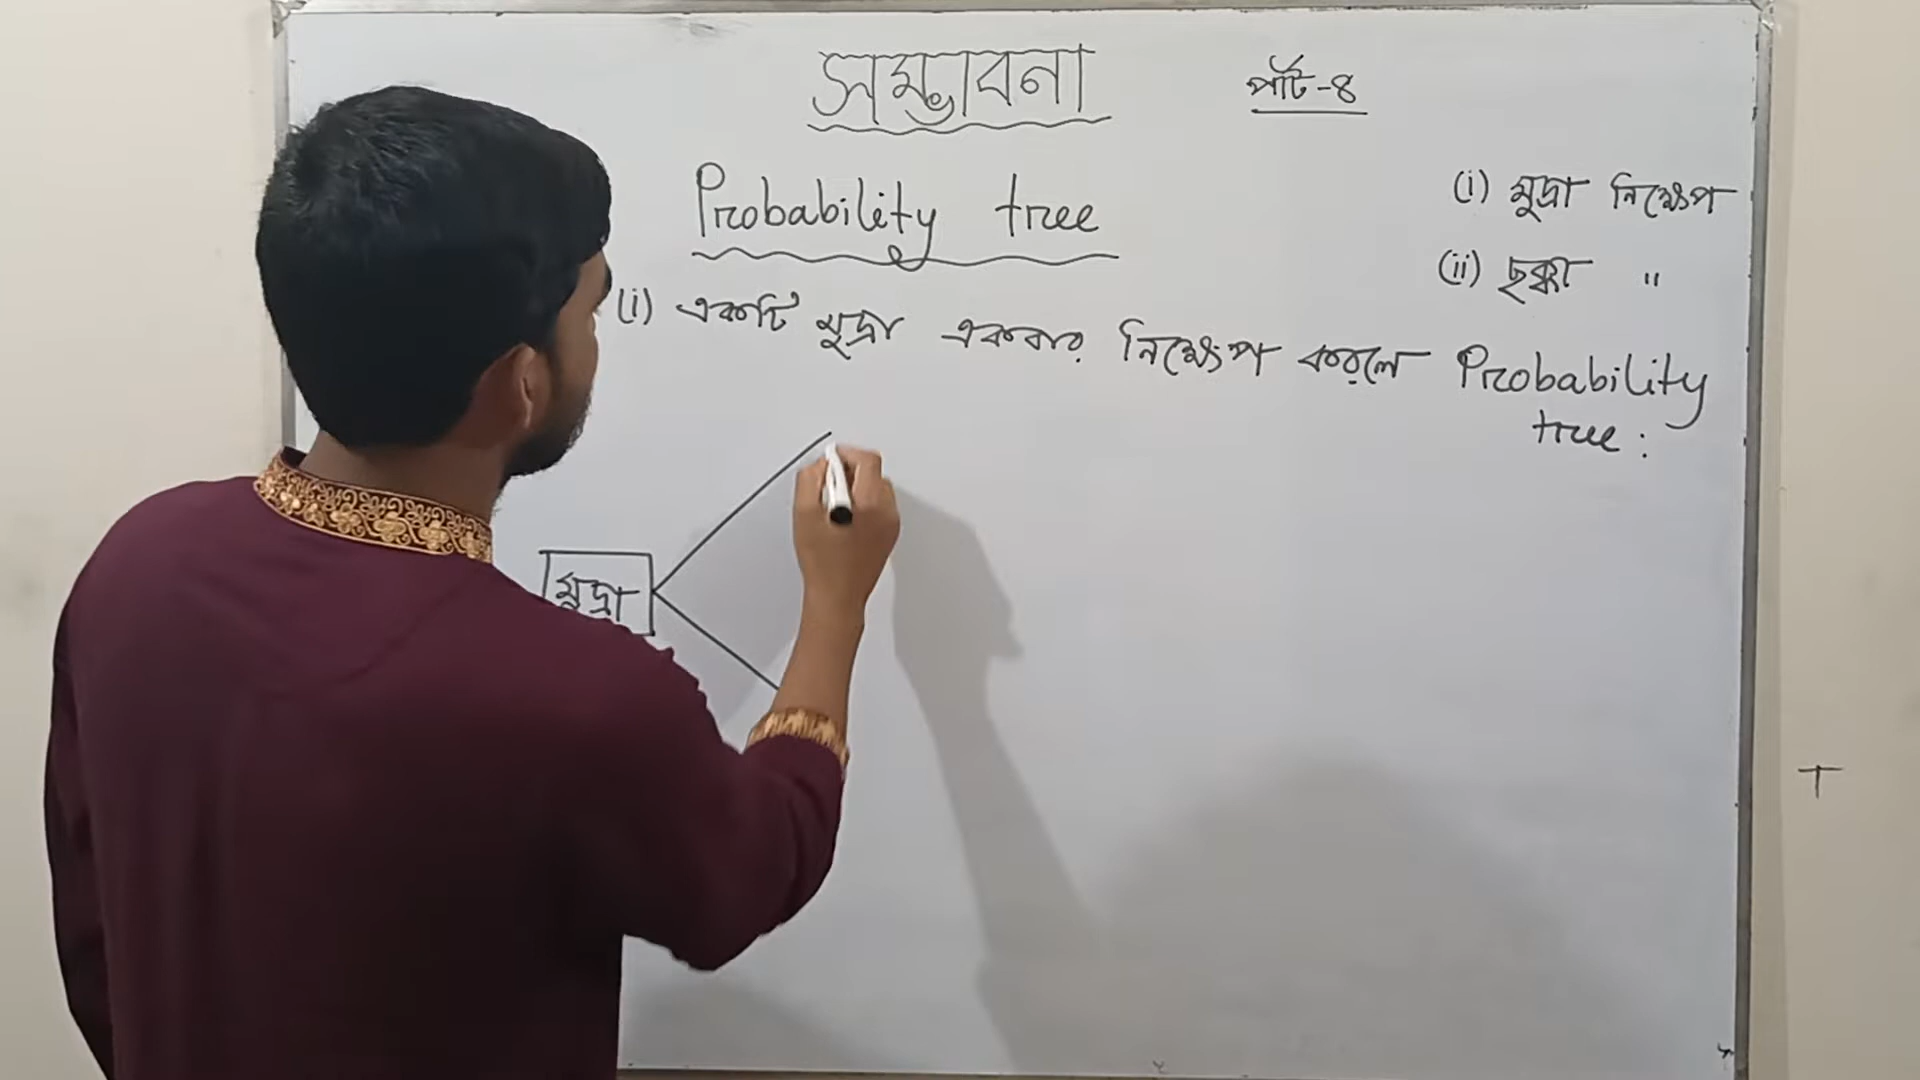 সম্ভাবনা
পার্ট-৪
Probability tree
(i) মুদ্রা নিক্ষেপ
(ii) ছক্কা "
(i) একটি মুদ্রা একবার নিক্ষেপ করলে Probability
tree :
মুদ্রা
T